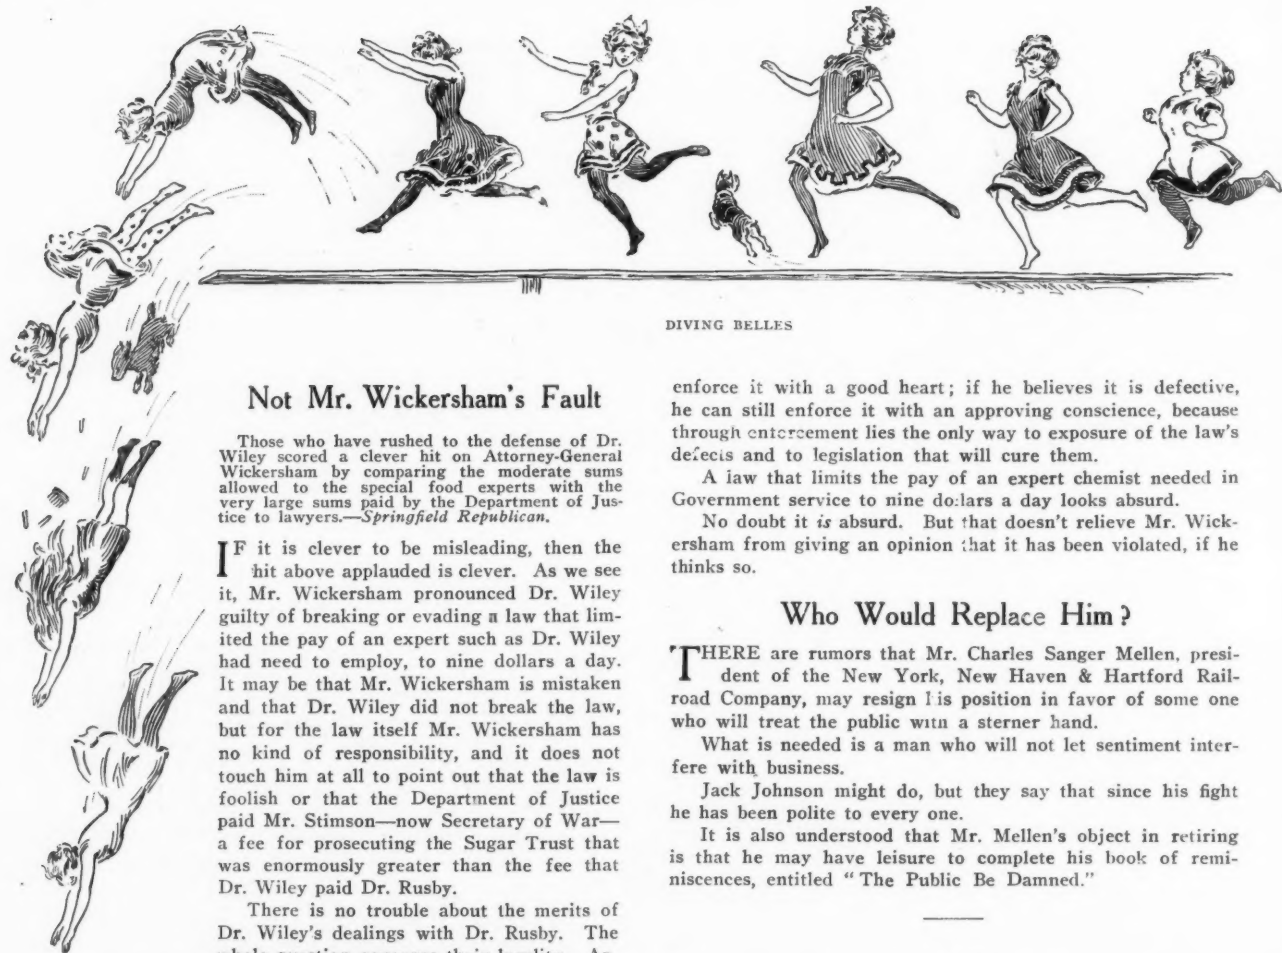 DIVING BELLES
Not Mr. Wickersham's Fault
Those who have rushed to the defense of Dr.
Wiley scored a clever hit on Attorney-General
Wickersham by comparing the moderate sums
allowed to the special food experts with the
very large sums paid by the Department of Jus-
tice to lawyers.—Springfield Republican.
IF it is clever to be misleading, then the
hit above applauded is clever. As we see
it, Mr. Wickersham pronounced Dr. Wiley
guilty of breaking or evading a law that lim-
ited the pay of an expert such as Dr. Wiley
had need to employ, to nine dollars a day.
It may be that Mr. Wickersham is mistaken
and that Dr. Wiley did not break the law,
but for the law itself Mr. Wickersham has
no kind of responsibility, and it does not
touch him at all to point out that the law is
foolish or that the Department of Justice
paid Mr. Stimson—now Secretary of War—
a fee for prosecuting the Sugar Trust that
was enormously greater than the fee that
Dr. Wiley paid Dr. Rusby.
There is no trouble about the merits of
Dr. Wiley's dealings with Dr. Rusby. The
enforce it with a good heart; if he believes it is defective,
he can still enforce it with an approving conscience, because
through enforcement lies the only way to exposure of the law's
defects and to legislation that will cure them.
A law that limits the pay of an expert chemist needed in
Government service to nine dollars a day looks absurd.
No doubt it is absurd. But that doesn't relieve Mr. Wick-
ersham from giving an opinion that it has been violated, if he
thinks so.
Who Would Replace Him?
THERE are rumors that Mr. Charles Sanger Mellen, presi-
dent of the New York, New Haven & Hartford Rail-
road Company, may resign his position in favor of some one
who will treat the public with a sterner hand.
What is needed is a man who will not let sentiment inter-
fere with business.
Jack Johnson might do, but they say that since his fight
he has been polite to every one.
It is also understood that Mr. Mellen's object in retiring
is that he may have leisure to complete his book of remi-
niscences, entitled "The Public Be Damned."